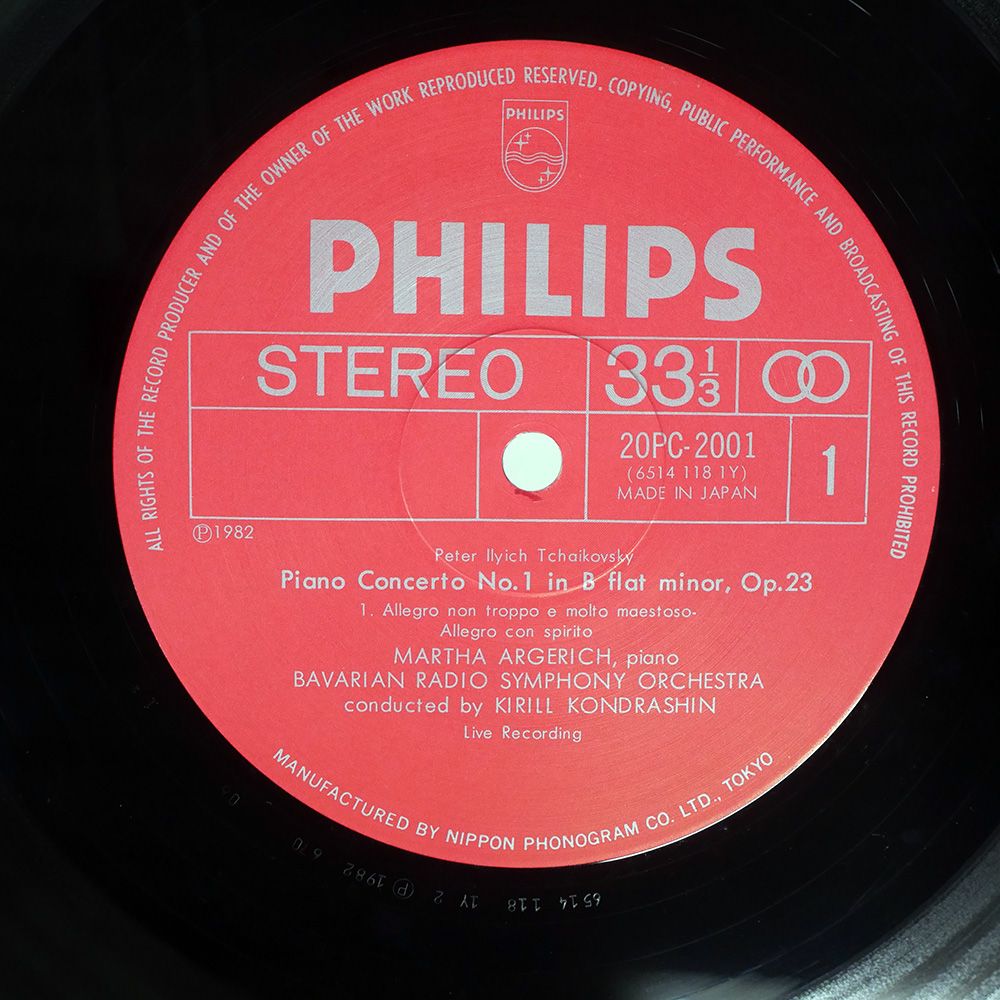 ALL RIGHTS OF THE RECORD PRODUCER AND OF THE OWNER OF THE WORK REPRODUCED RESERVED. COPYING, PUBLIC PERFORMANCE AND BROADCASTING OF THIS RECORD PROHIBITED
PHILIPS
PHILIPS
STEREO 33 1/3
20PC-2001
(6514 118 1Y)
MADE IN JAPAN
1
Ⓟ1982
Peter Ilyich Tchaikovsky
Piano Concerto No.1 in B flat minor, Op.23
1. Allegro non troppo e molto maestoso-
Allegro con spirito
MARTHA ARGERICH, piano
BAVARIAN RADIO SYMPHONY ORCHESTRA
conducted by KIRILL KONDRASHIN
Live Recording
MANUFACTURED BY NIPPON PHONOGRAM CO. LTD., TOKYO
6514 118 1Y 2 Ⓟ 1982 670